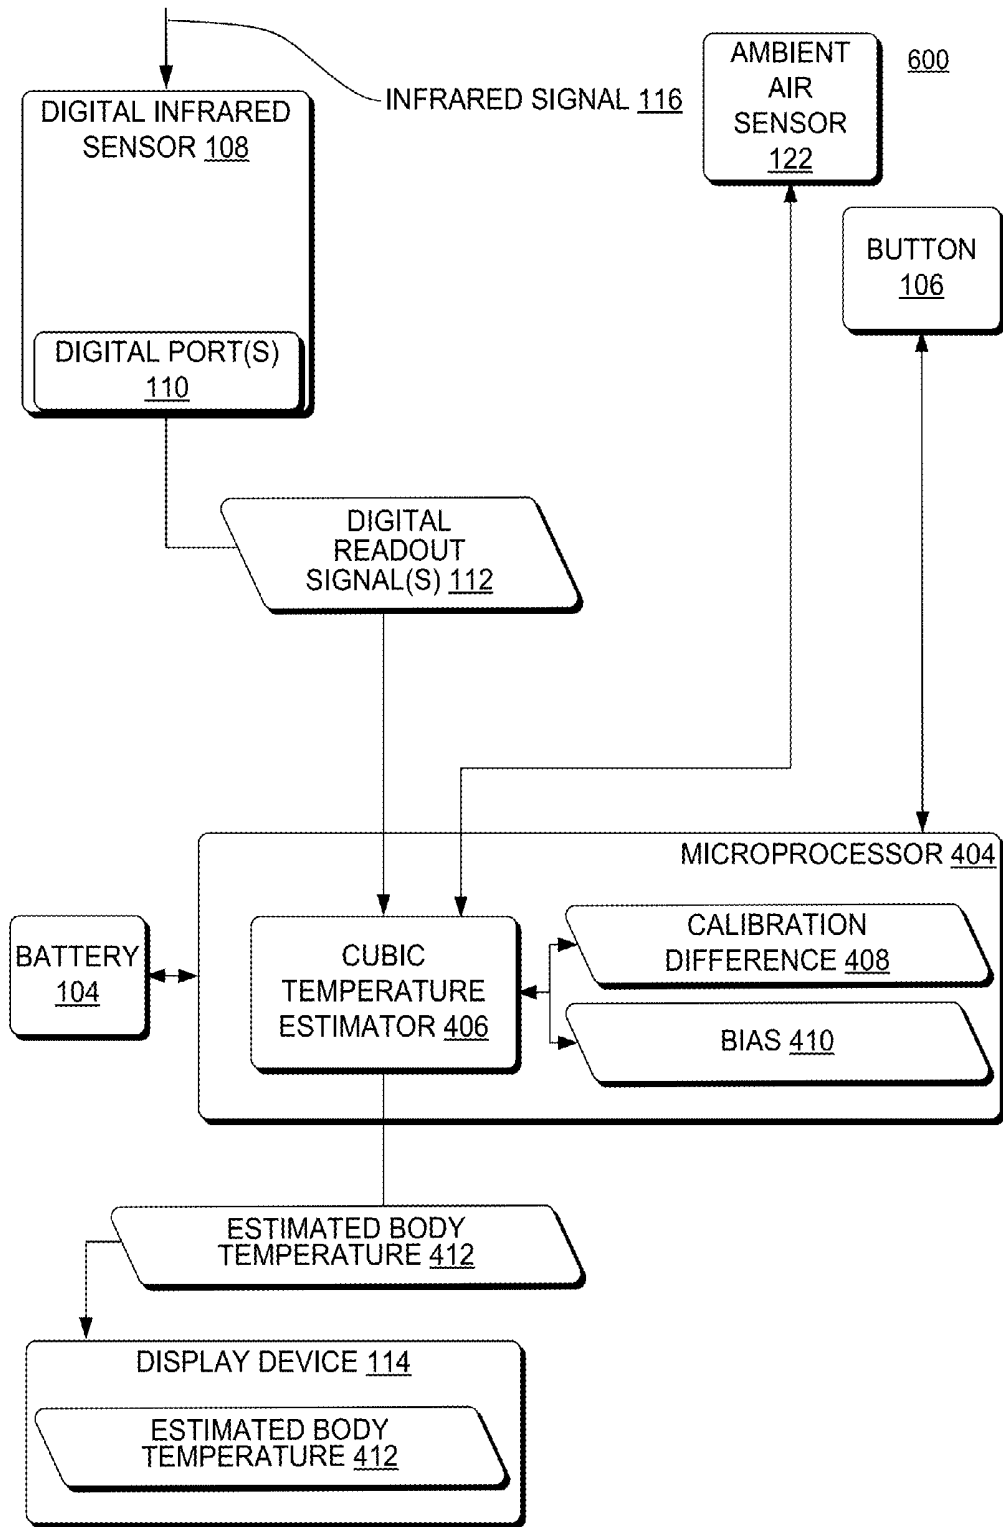 AMBIENT
AIR
SENSOR
122
600
INFRARED SIGNAL 116
DIGITAL INFRARED
SENSOR 108
BUTTON
106
DIGITAL PORT(S)
110
DIGITAL
READOUT
SIGNAL(S) 112
MICROPROCESSOR 404
BATTERY
104
CUBIC
TEMPERATURE
ESTIMATOR 406
CALIBRATION
DIFFERENCE 408
BIAS 410
ESTIMATED BODY
TEMPERATURE 412
DISPLAY DEVICE 114
ESTIMATED BODY
TEMPERATURE 412